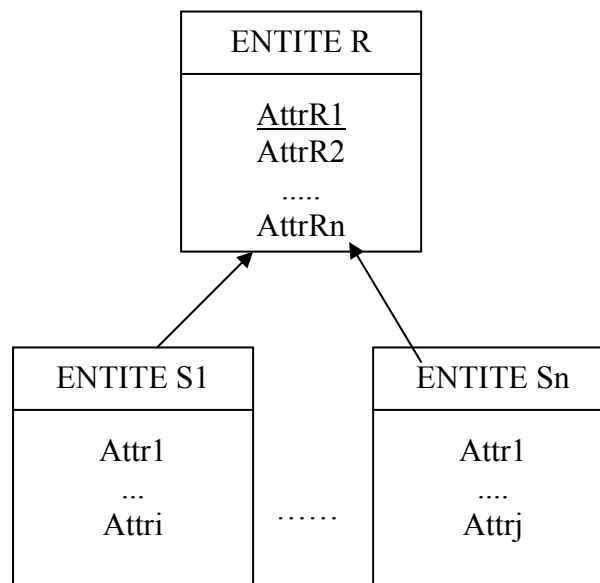 ENTITE R
AttrR1
AttrR2
.....
AttrRn
ENTITE S1
Attr1
...
Attri
......
ENTITE Sn
Attr1
....
Attrj